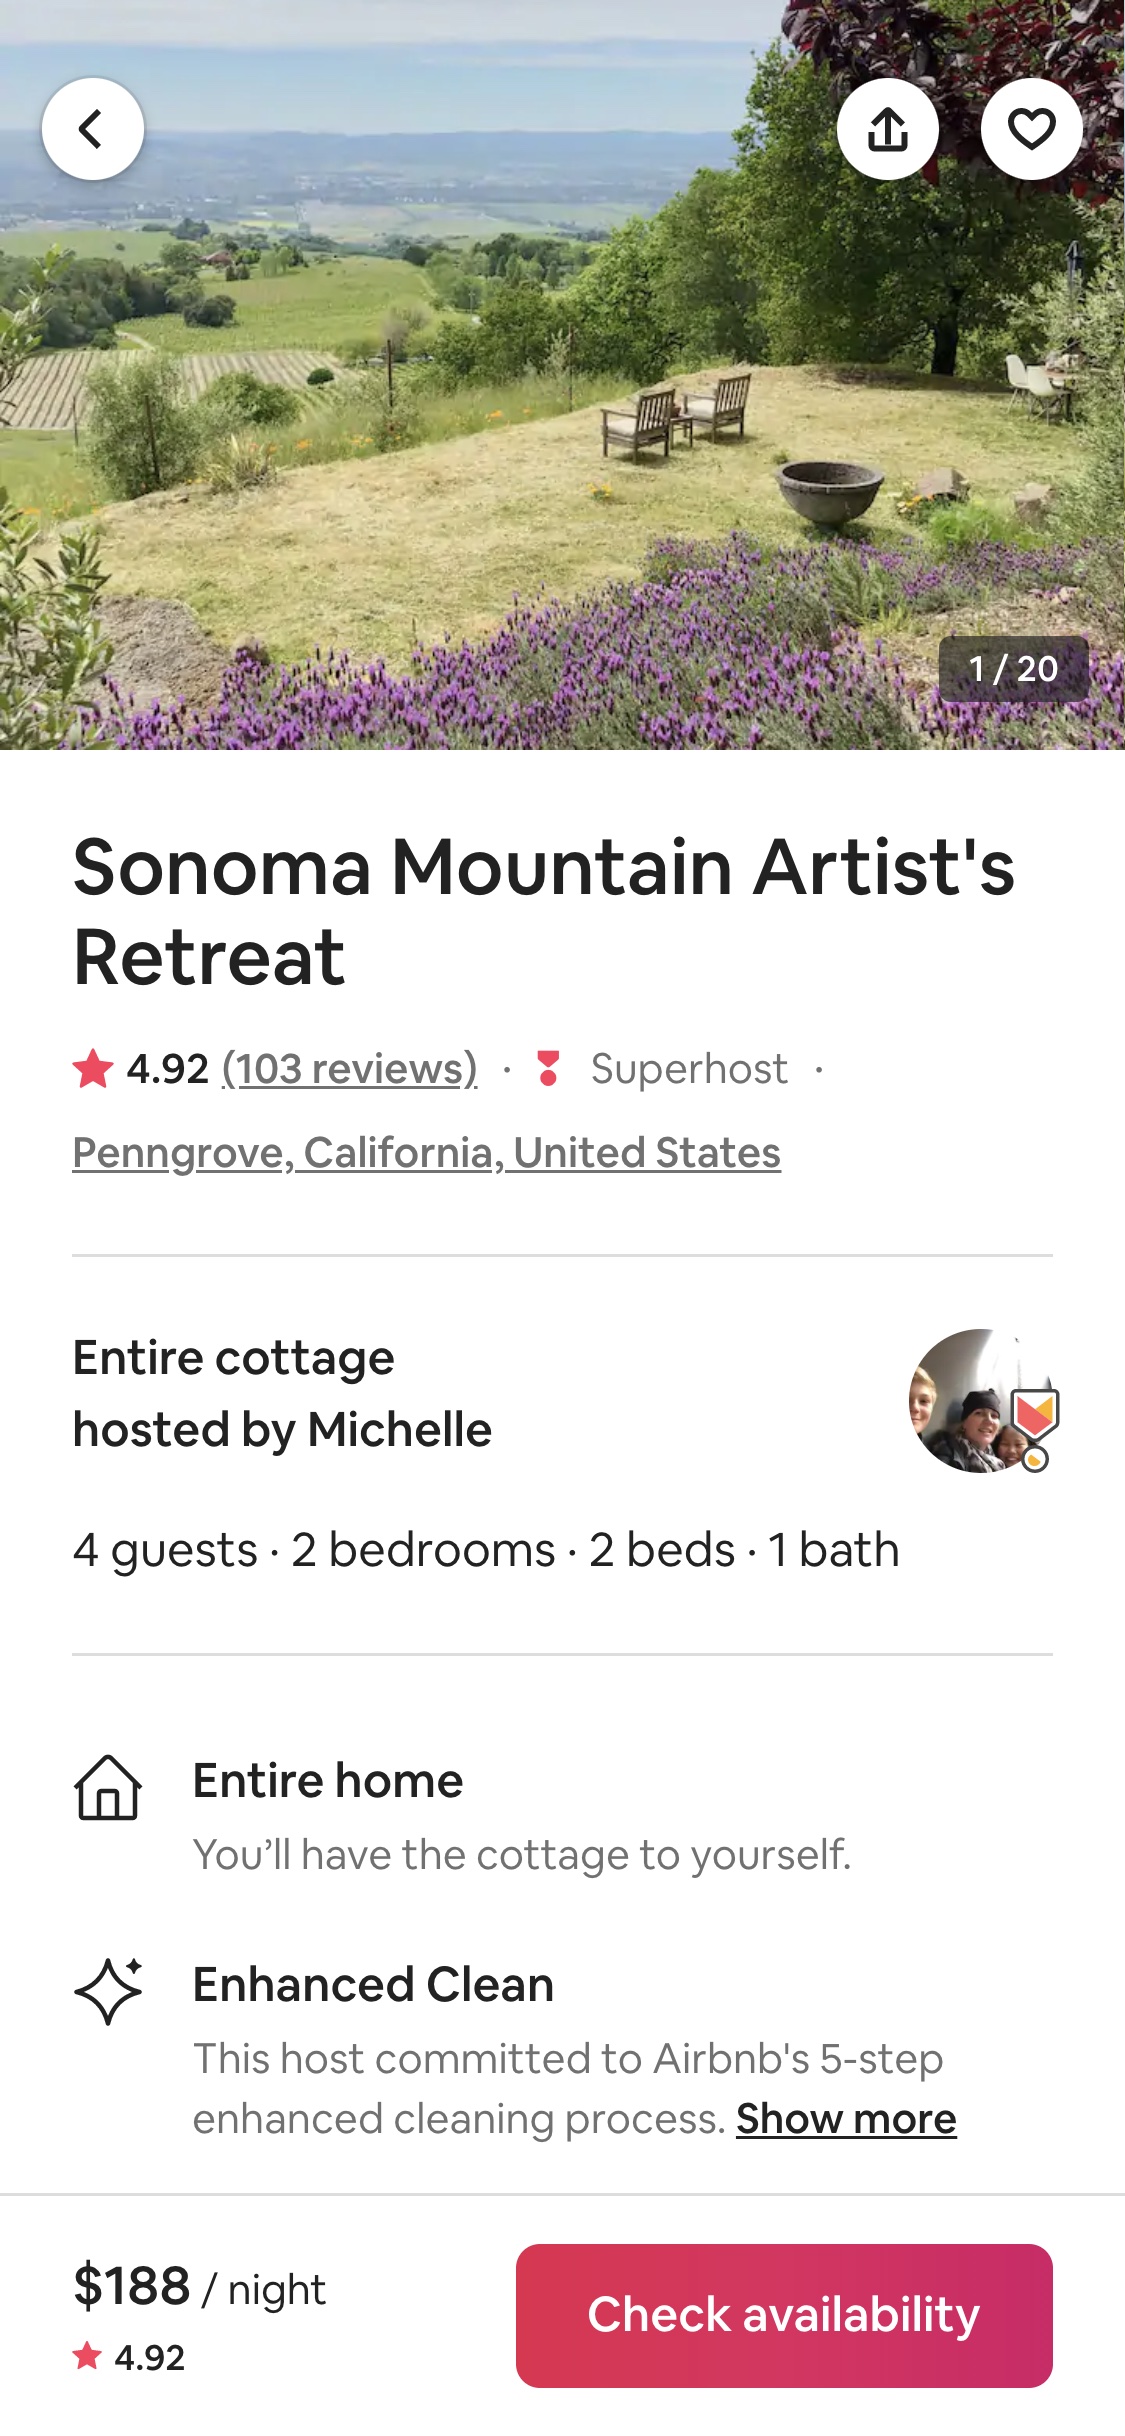 1 / 20
Sonoma Mountain Artist's
Retreat
4.92 (103 reviews) · Superhost ·
Penngrove, California, United States
Entire cottage
hosted by Michelle
4 guests · 2 bedrooms · 2 beds · 1 bath
Entire home
You’ll have the cottage to yourself.
Enhanced Clean
This host committed to Airbnb's 5-step
enhanced cleaning process. Show more
$188 / night
4.92
Check availability